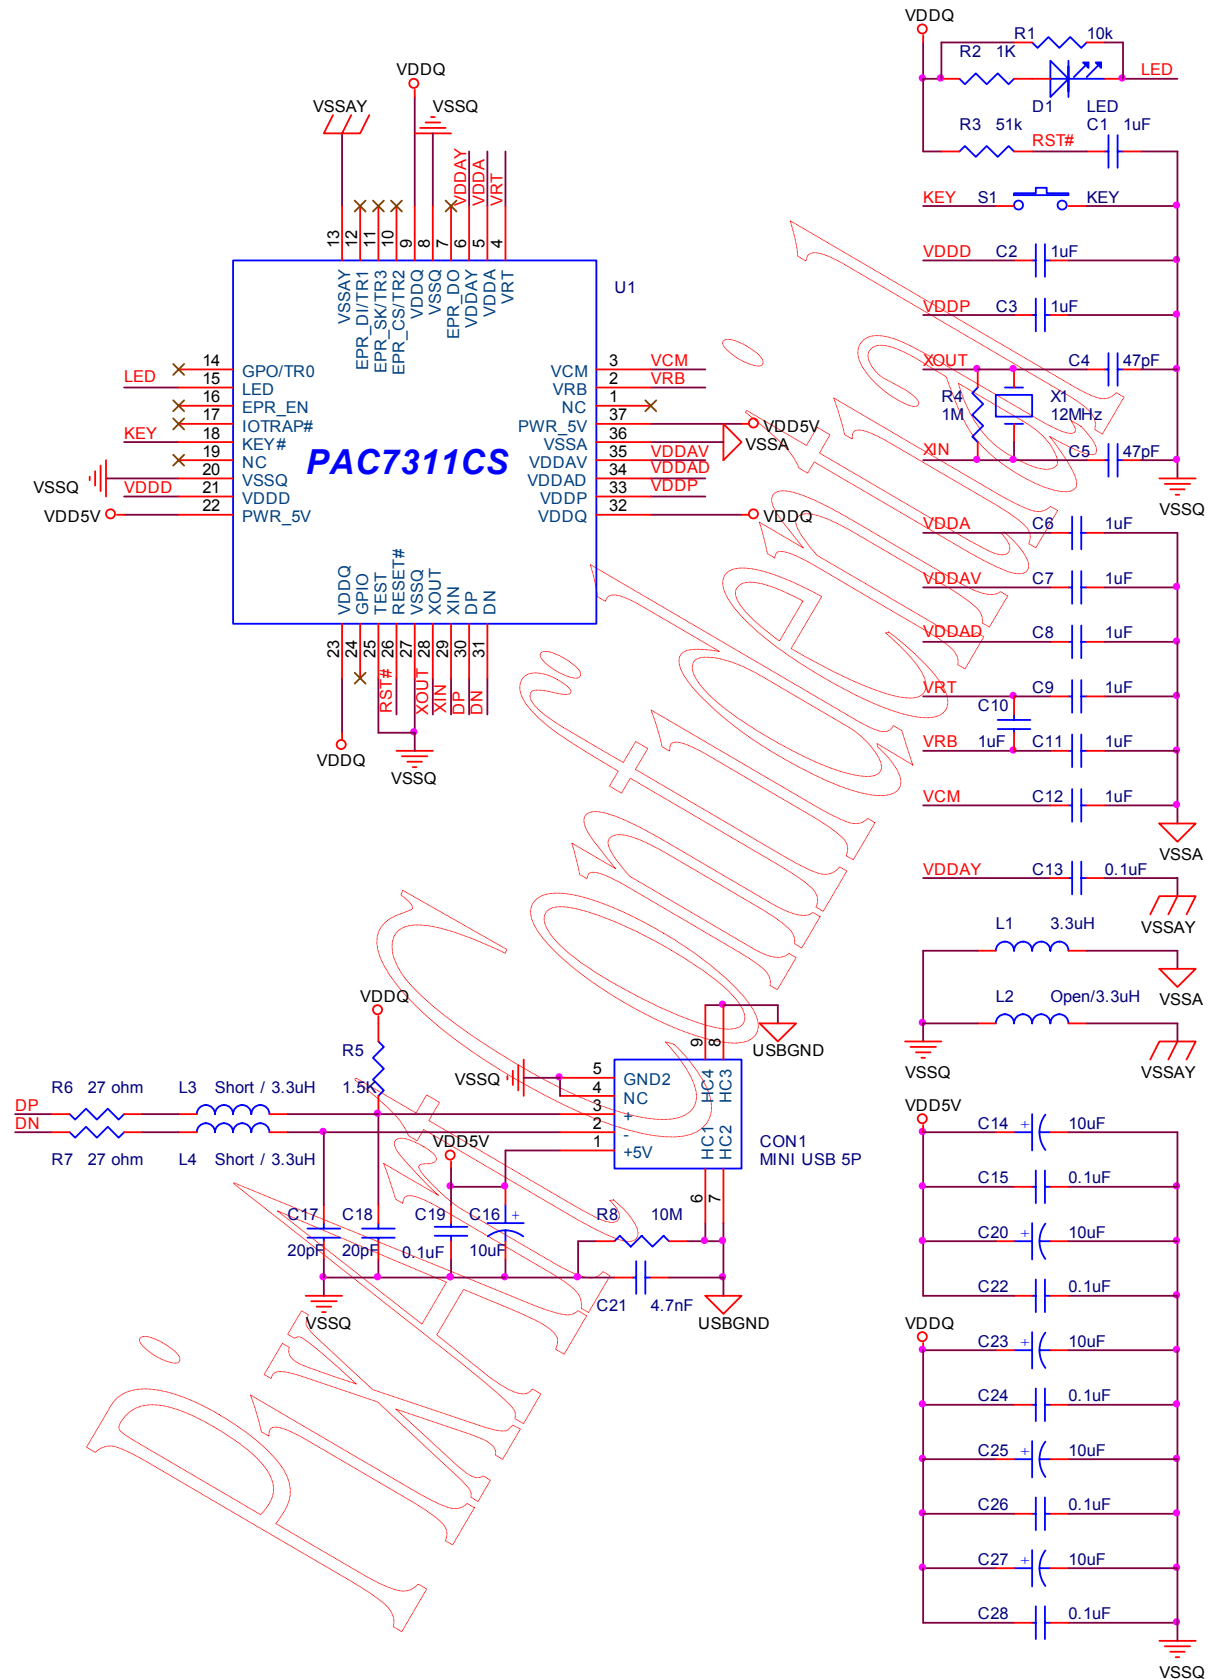 VDDQ
R1 10k
R2 1K
LED
D1 LED
R3 51k C1 1uF
RST#
KEY S1 KEY
VDDD C2 1uF
VDDP C3 1uF
XOUT C4 47pF
R4 X1
1M 12MHz
XIN C5 47pF
VSSQ
VDDA C6 1uF
VDDAV C7 1uF
VDDAD C8 1uF
VRT C9 1uF
C10
VRB 1uF C11 1uF
VCM C12 1uF
VSSA
VDDAY C13 0.1uF
VSSAY
L1 3.3uH
VSSA
L2 Open/3.3uH
VSSQ
VSSAY
VDD5V
C14 + 10uF
C15 0.1uF
C20 + 10uF
C22 0.1uF
VDDQ
C23 + 10uF
C24 0.1uF
C25 + 10uF
C26 0.1uF
C27 + 10uF
C28 0.1uF
VSSQ
VDDQ
VSSAY
VSSQ
VDDAY
VDDA
VRT
13 12 11 10 9 8 7 6 5 4
VSSAY
EPR_DI/TR1
EPR_SK/TR3
EPR_CS/TR2
VDDQ
VSSQ
EPR_DO
VDDAY
VDDA
VRT
U1
14 GPO/TR0
LED 15 LED
16 EPR_EN
17 IOTRAP#
KEY 18 KEY#
19 NC
VSSQ 20 VSSQ
VDDD 21 VDDD
VDD5V 22 PWR_5V
PAC7311CS
VCM 3 VCM
VRB 2 VRB
NC 1
PWR_5V 37 VDD5V
VSSA 36 VSSA
VDDAV 35 VDDAV
VDDAD 34 VDDAD
VDDP 33 VDDP
VDDQ 32 VDDQ
VDDQ
GPIO
TEST
RESET#
VSSQ
XOUT
XIN
DP
DN
23 24 25 26 27 28 29 30 31
RST#
XOUT
XIN
DP
DN
VDDQ
VSSQ
VDDQ
R5
1.5K
R6 27 ohm L3 Short / 3.3uH
DP
DN
R7 27 ohm L4 Short / 3.3uH
VSSQ
5 GND2
4 NC
3 +
2 -
1 +5V
9 HC4
8 HC3
HC1 6
HC2 7
USBGND
CON1
MINI USB 5P
VDD5V
C17 20pF
C18 20pF
C19 0.1uF
C16 + 10uF
R8 10M
C21 4.7nF
VSSQ
USBGND
PixArt Confidential